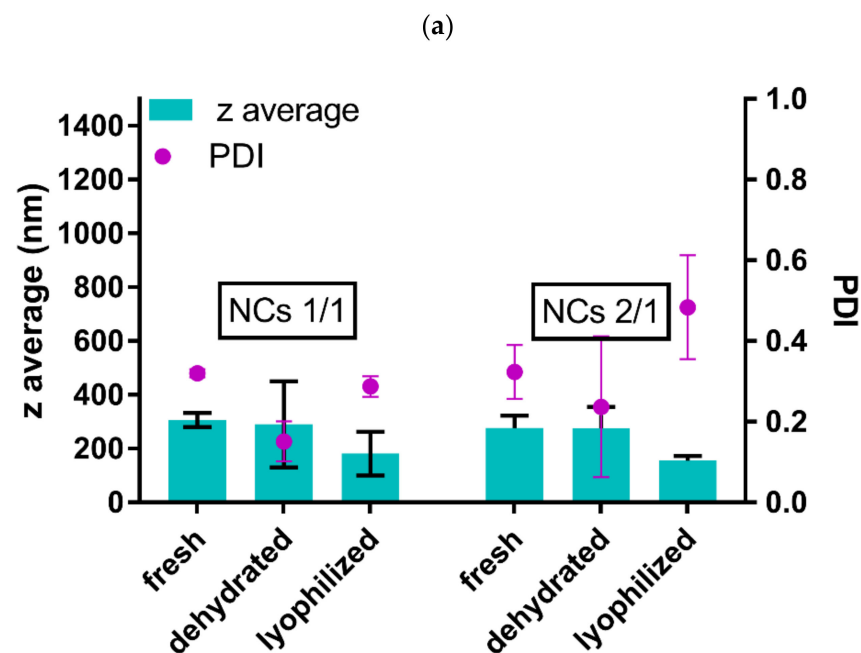 (a)
z average
PDI
z average (nm)
1400
1200
1000
800
600
400
200
0
1.0
0.8
0.6
0.4
0.2
0.0
PDI
NCs 1/1
NCs 2/1
fresh
dehydrated
lyophilized
fresh
dehydrated
lyophilized